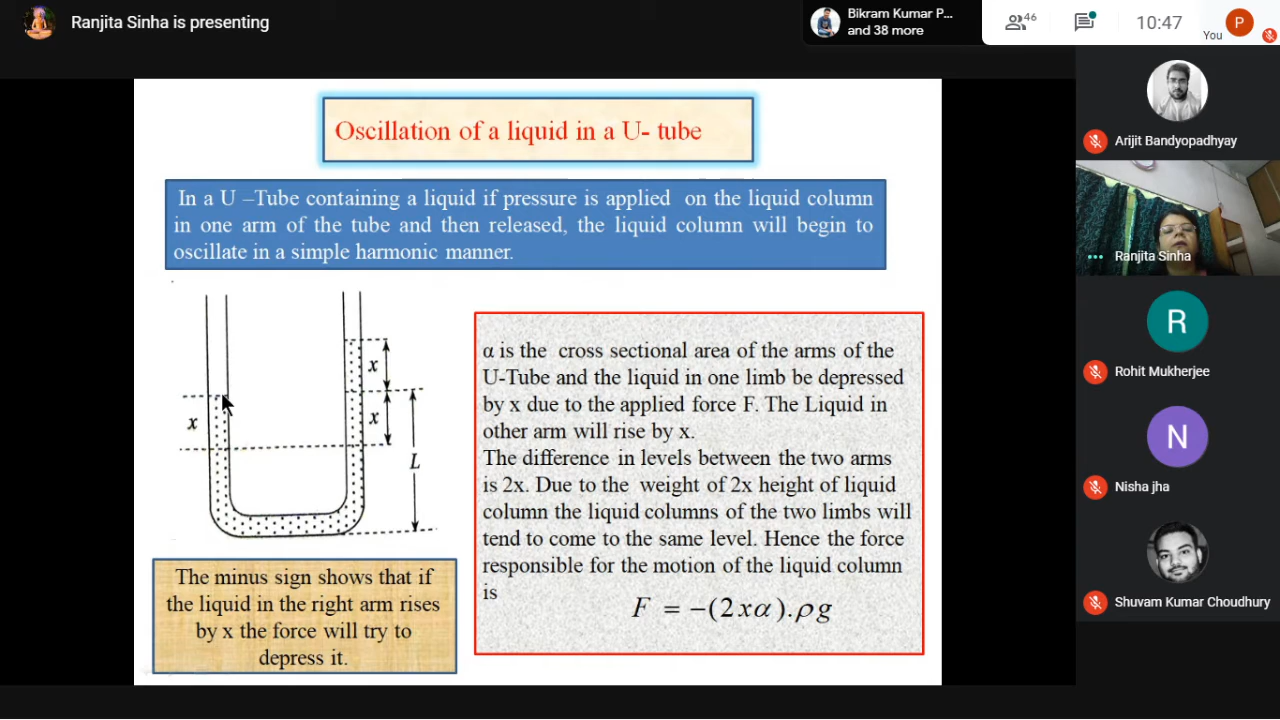 Ranjita Sinha is presenting
Bikram Kumar P...
and 38 more
46
10:47
You
P
Oscillation of a liquid in a U- tube
In a U –Tube containing a liquid if pressure is applied on the liquid column
in one arm of the tube and then released, the liquid column will begin to
oscillate in a simple harmonic manner.
x
x
x
L
The minus sign shows that if
the liquid in the right arm rises
by x the force will try to
depress it.
α is the cross sectional area of the arms of the
U-Tube and the liquid in one limb be depressed
by x due to the applied force F. The Liquid in
other arm will rise by x.
The difference in levels between the two arms
is 2x. Due to the weight of 2x height of liquid
column the liquid columns of the two limbs will
tend to come to the same level. Hence the force
responsible for the motion of the liquid column
is
F = −(2xα).ρg
Arijit Bandyopadhyay
Ranjita Sinha
R
Rohit Mukherjee
N
Nisha jha
Shuvam Kumar Choudhury